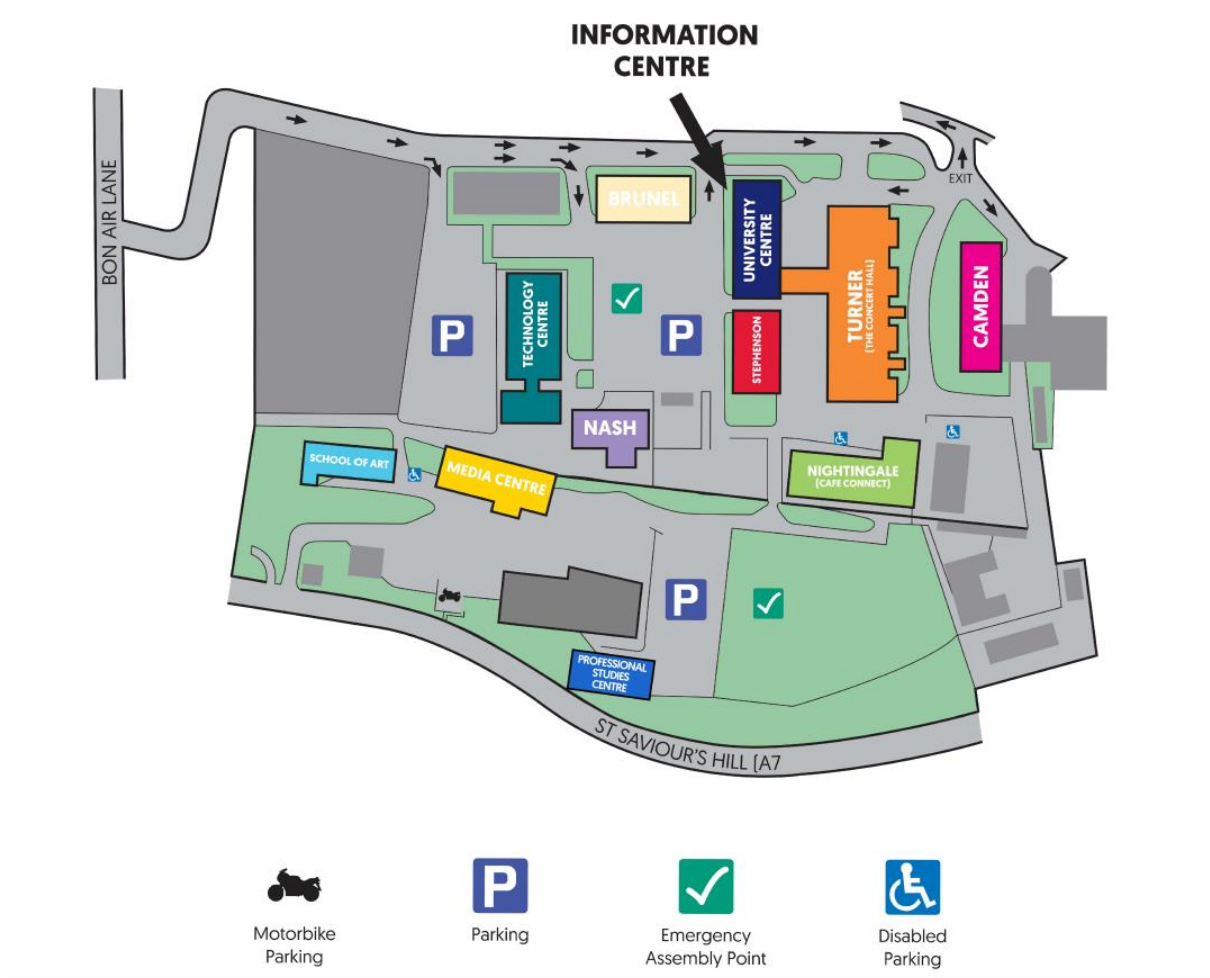 INFORMATION
CENTRE
BON AIR LANE
EXIT
BRUNEL
UNIVERSITY
CENTRE
TURNER
(THE CONCERT HALL)
CAMDEN
TECHNOLOGY
CENTRE
P
P
STEPHENSON
NASH
SCHOOL OF ART
MEDIA CENTRE
NIGHTINGALE
(CAFE CONNECT)
P
PROFESSIONAL
STUDIES
CENTRE
ST SAVIOUR'S HILL (A7
P
Motorbike
Parking
Parking
Emergency
Assembly Point
Disabled
Parking